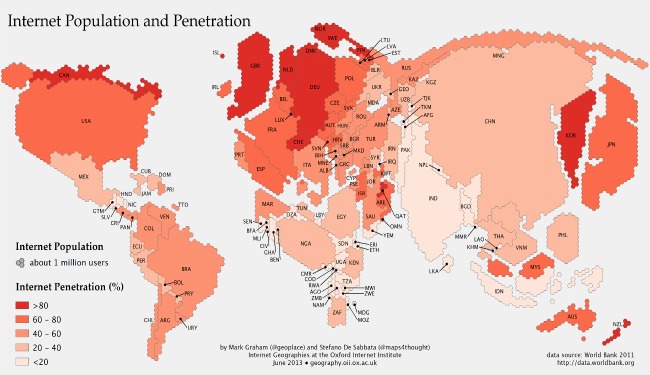 Internet Population and Penetration
NOR
SWE
FIN
LTU
LVA
EST
ISL
GBR
DNK
NLD
DEU
POL
BLR
RUS
MNG
CAN
IRL
BEL
LUX
FRA
CZE
SVK
AUT
HUN
CHE
UKR
MDA
ROU
GEO
KAZ
KGZ
UZB
TJK
TKM
AFG
AZE
ARM
USA
CHN
KOR
JPN
PRT
ESP
ITA
SVN
HRV
BIH
SRB
MNE
MKD
ALB
GRC
BGR
TUR
LBN
SYR
IRN
IRQ
PAK
NPL
MEX
CUB
DOM
HND
JAM
PRI
CYP
PSE
JOR
KWT
ISR
ARE
IND
BGD
GTM
SLV
NIC
CRI
PAN
TTO
COL
VEN
MAR
DZA
TUN
LBY
EGY
SAU
QAT
OMN
YEM
SEN
BFA
MLI
CIV
GHA
BEN
NGA
SDN
ERI
ETH
MMR
LAO
KHM
THA
VNM
PHL
ECU
PER
BRA
BOL
PRY
CHL
ARG
URY
UGA
KEN
CMR
COD
RWA
AGO
ZMB
NAM
TZA
MWI
ZWE
ZAF
MDG
MOZ
LKA
MYS
IDN
AUS
NZL
Internet Population
about 1 million users
Internet Penetration (%)
>80
60 - 80
40 - 60
20 - 40
<20
by Mark Graham (@geoplace) and Stefano De Sabbata (@maps4thought)
Internet Geographies at the Oxford Internet Institute
June 2013 • geography.oii.ox.ac.uk
data source: World Bank 2011
http://data.worldbank.org